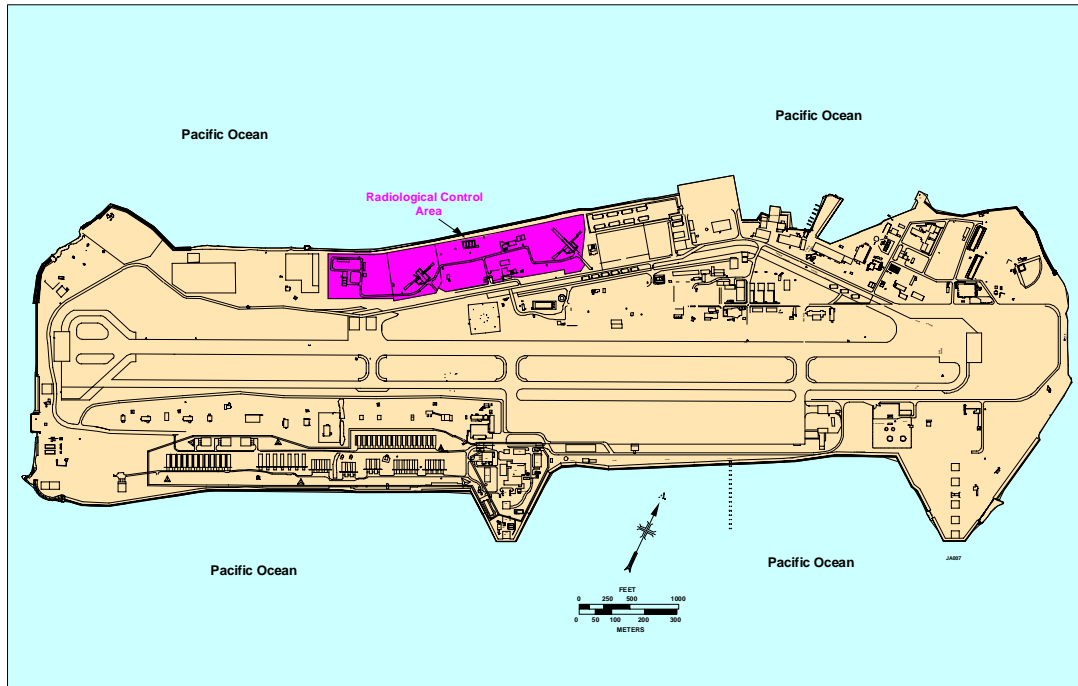 Pacific Ocean
Pacific Ocean
Radiological Control
Area
Pacific Ocean
Pacific Ocean
JA007
FEET
0 250 500 1000
0 50 100 200 300
METERS